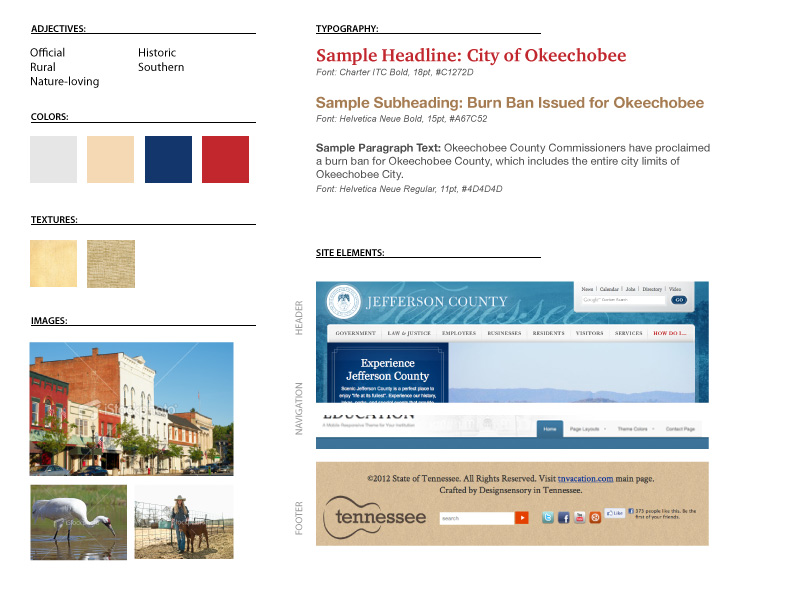 ADJECTIVES:
Official
Rural
Nature-loving
Historic
Southern
COLORS:
TEXTURES:
IMAGES:
TYPOGRAPHY:
Sample Headline: City of Okeechobee
Font: Charter ITC Bold, 18pt, #C1272D
Sample Subheading: Burn Ban Issued for Okeechobee
Font: Helvetica Neue Bold, 15pt, #A67C52
Sample Paragraph Text: Okeechobee County Commissioners have proclaimed
a burn ban for Okeechobee County, which includes the entire city limits of
Okeechobee City.
Font: Helvetica Neue Regular, 11pt, #4D4D4D
SITE ELEMENTS:
HEADER
JEFFERSON COUNTY
News | Calendar | Jobs | Directory | Video
Google
GO
GOVERNMENT | LAW & JUSTICE | EMPLOYEES | BUSINESSES | RESIDENTS | VISITORS | SERVICES | HOW DO I...
Experience
Jefferson County
Scenic Jefferson County is a perfect place to
enjoy "life at its fullest". Experience our history,
NAVIGATION
EDUCATION
A Mobile Responsive Theme for Your Institution
Home
Page Layouts
Theme Colors
Contact Page
FOOTER
©2012 State of Tennessee. All Rights Reserved. Visit tnvacation.com main page.
Crafted by Designsensory in Tennessee.
tennessee
search
Like
375 people like this. Be the
first of your friends.